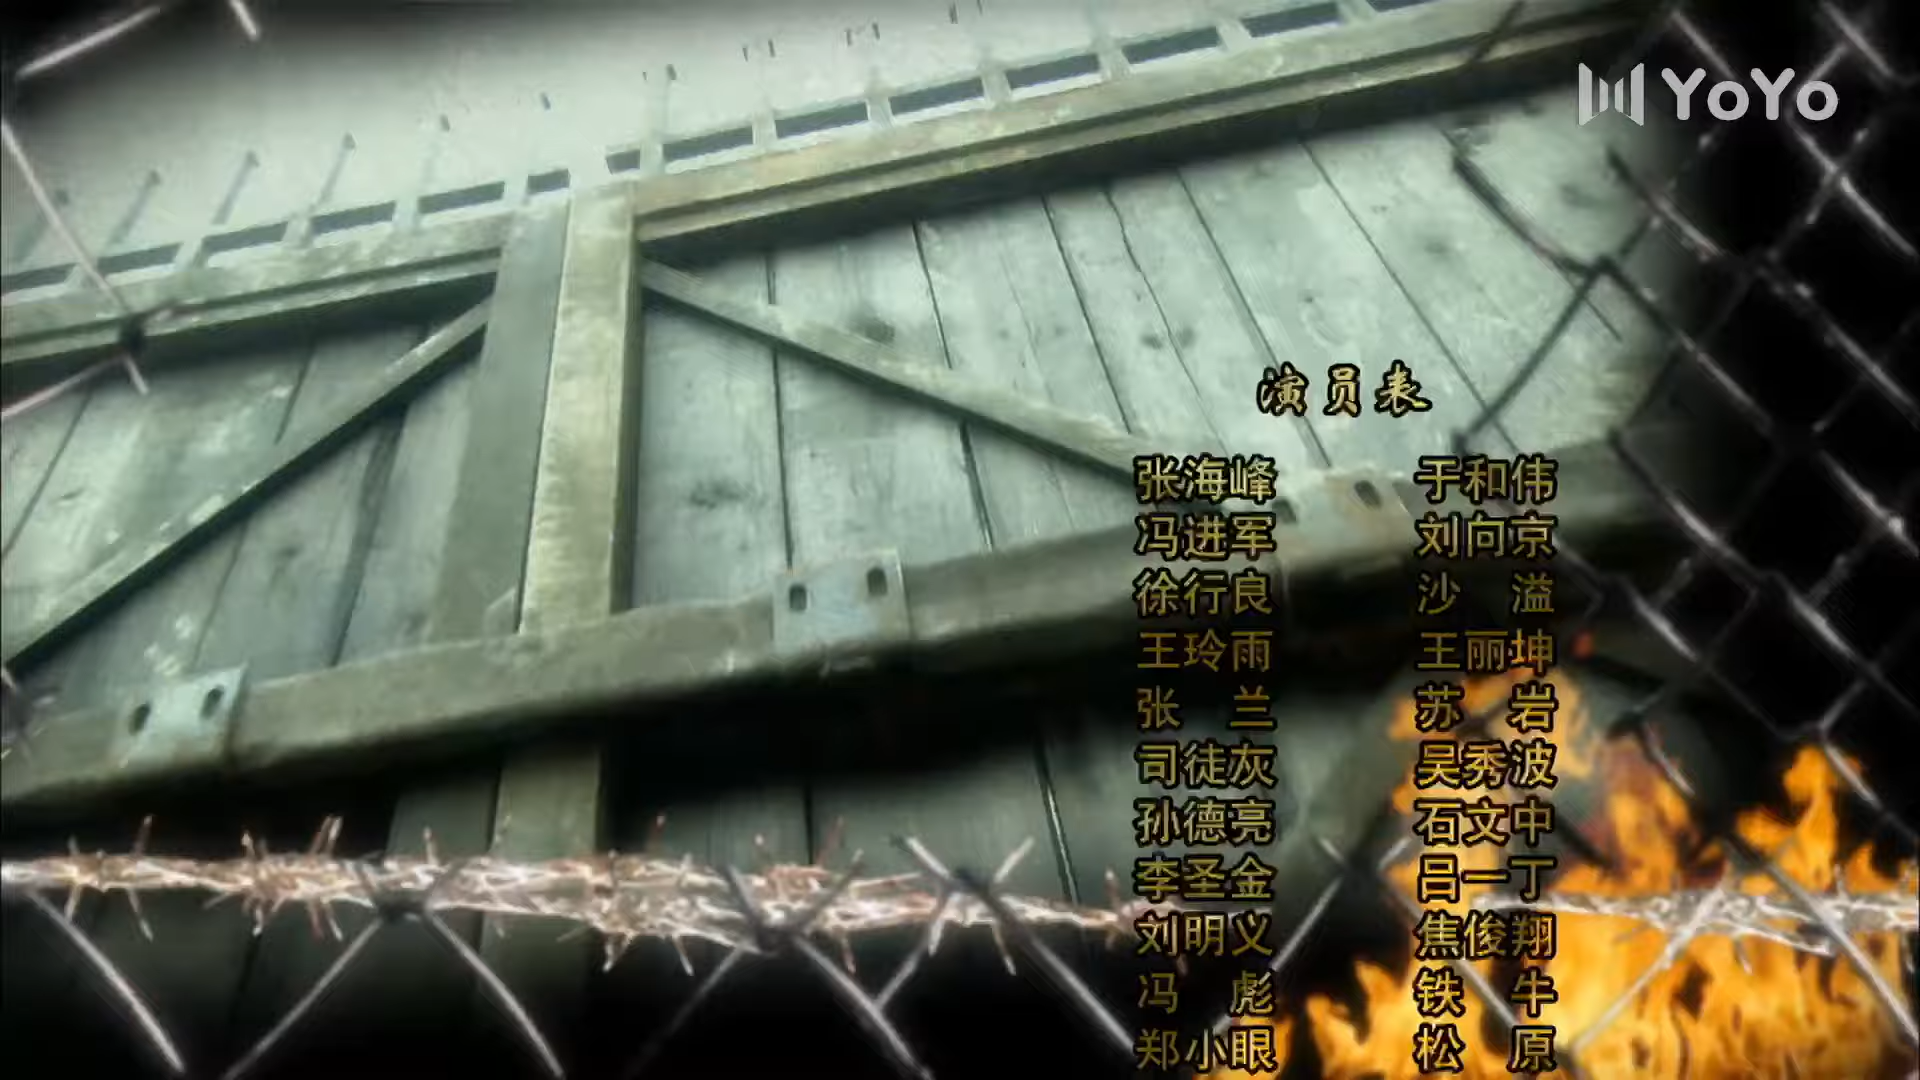 YoYo
演员表
张海峰 于和伟
冯进军 刘向京
徐行良 沙 溢
王玲雨 王丽坤
张 兰 苏 岩
司徒灰 吴秀波
孙德亮 石文中
李圣金 吕一丁
刘明义 焦俊翔
冯 彪 铁 牛
郑小眼 松 原